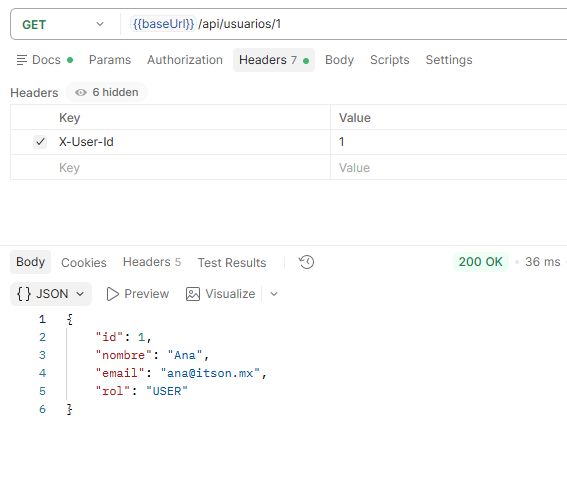 GET {{baseUrl}} /api/usuarios/1
Docs Params Authorization Headers 7 Body Scripts Settings
Headers 6 hidden
Key Value
X-User-Id 1
Key Value
Body Cookies Headers 5 Test Results 200 OK 36 ms
{} JSON Preview Visualize
1 {
2 "id": 1,
3 "nombre": "Ana",
4 "email": "ana@itson.mx",
5 "rol": "USER"
6 }